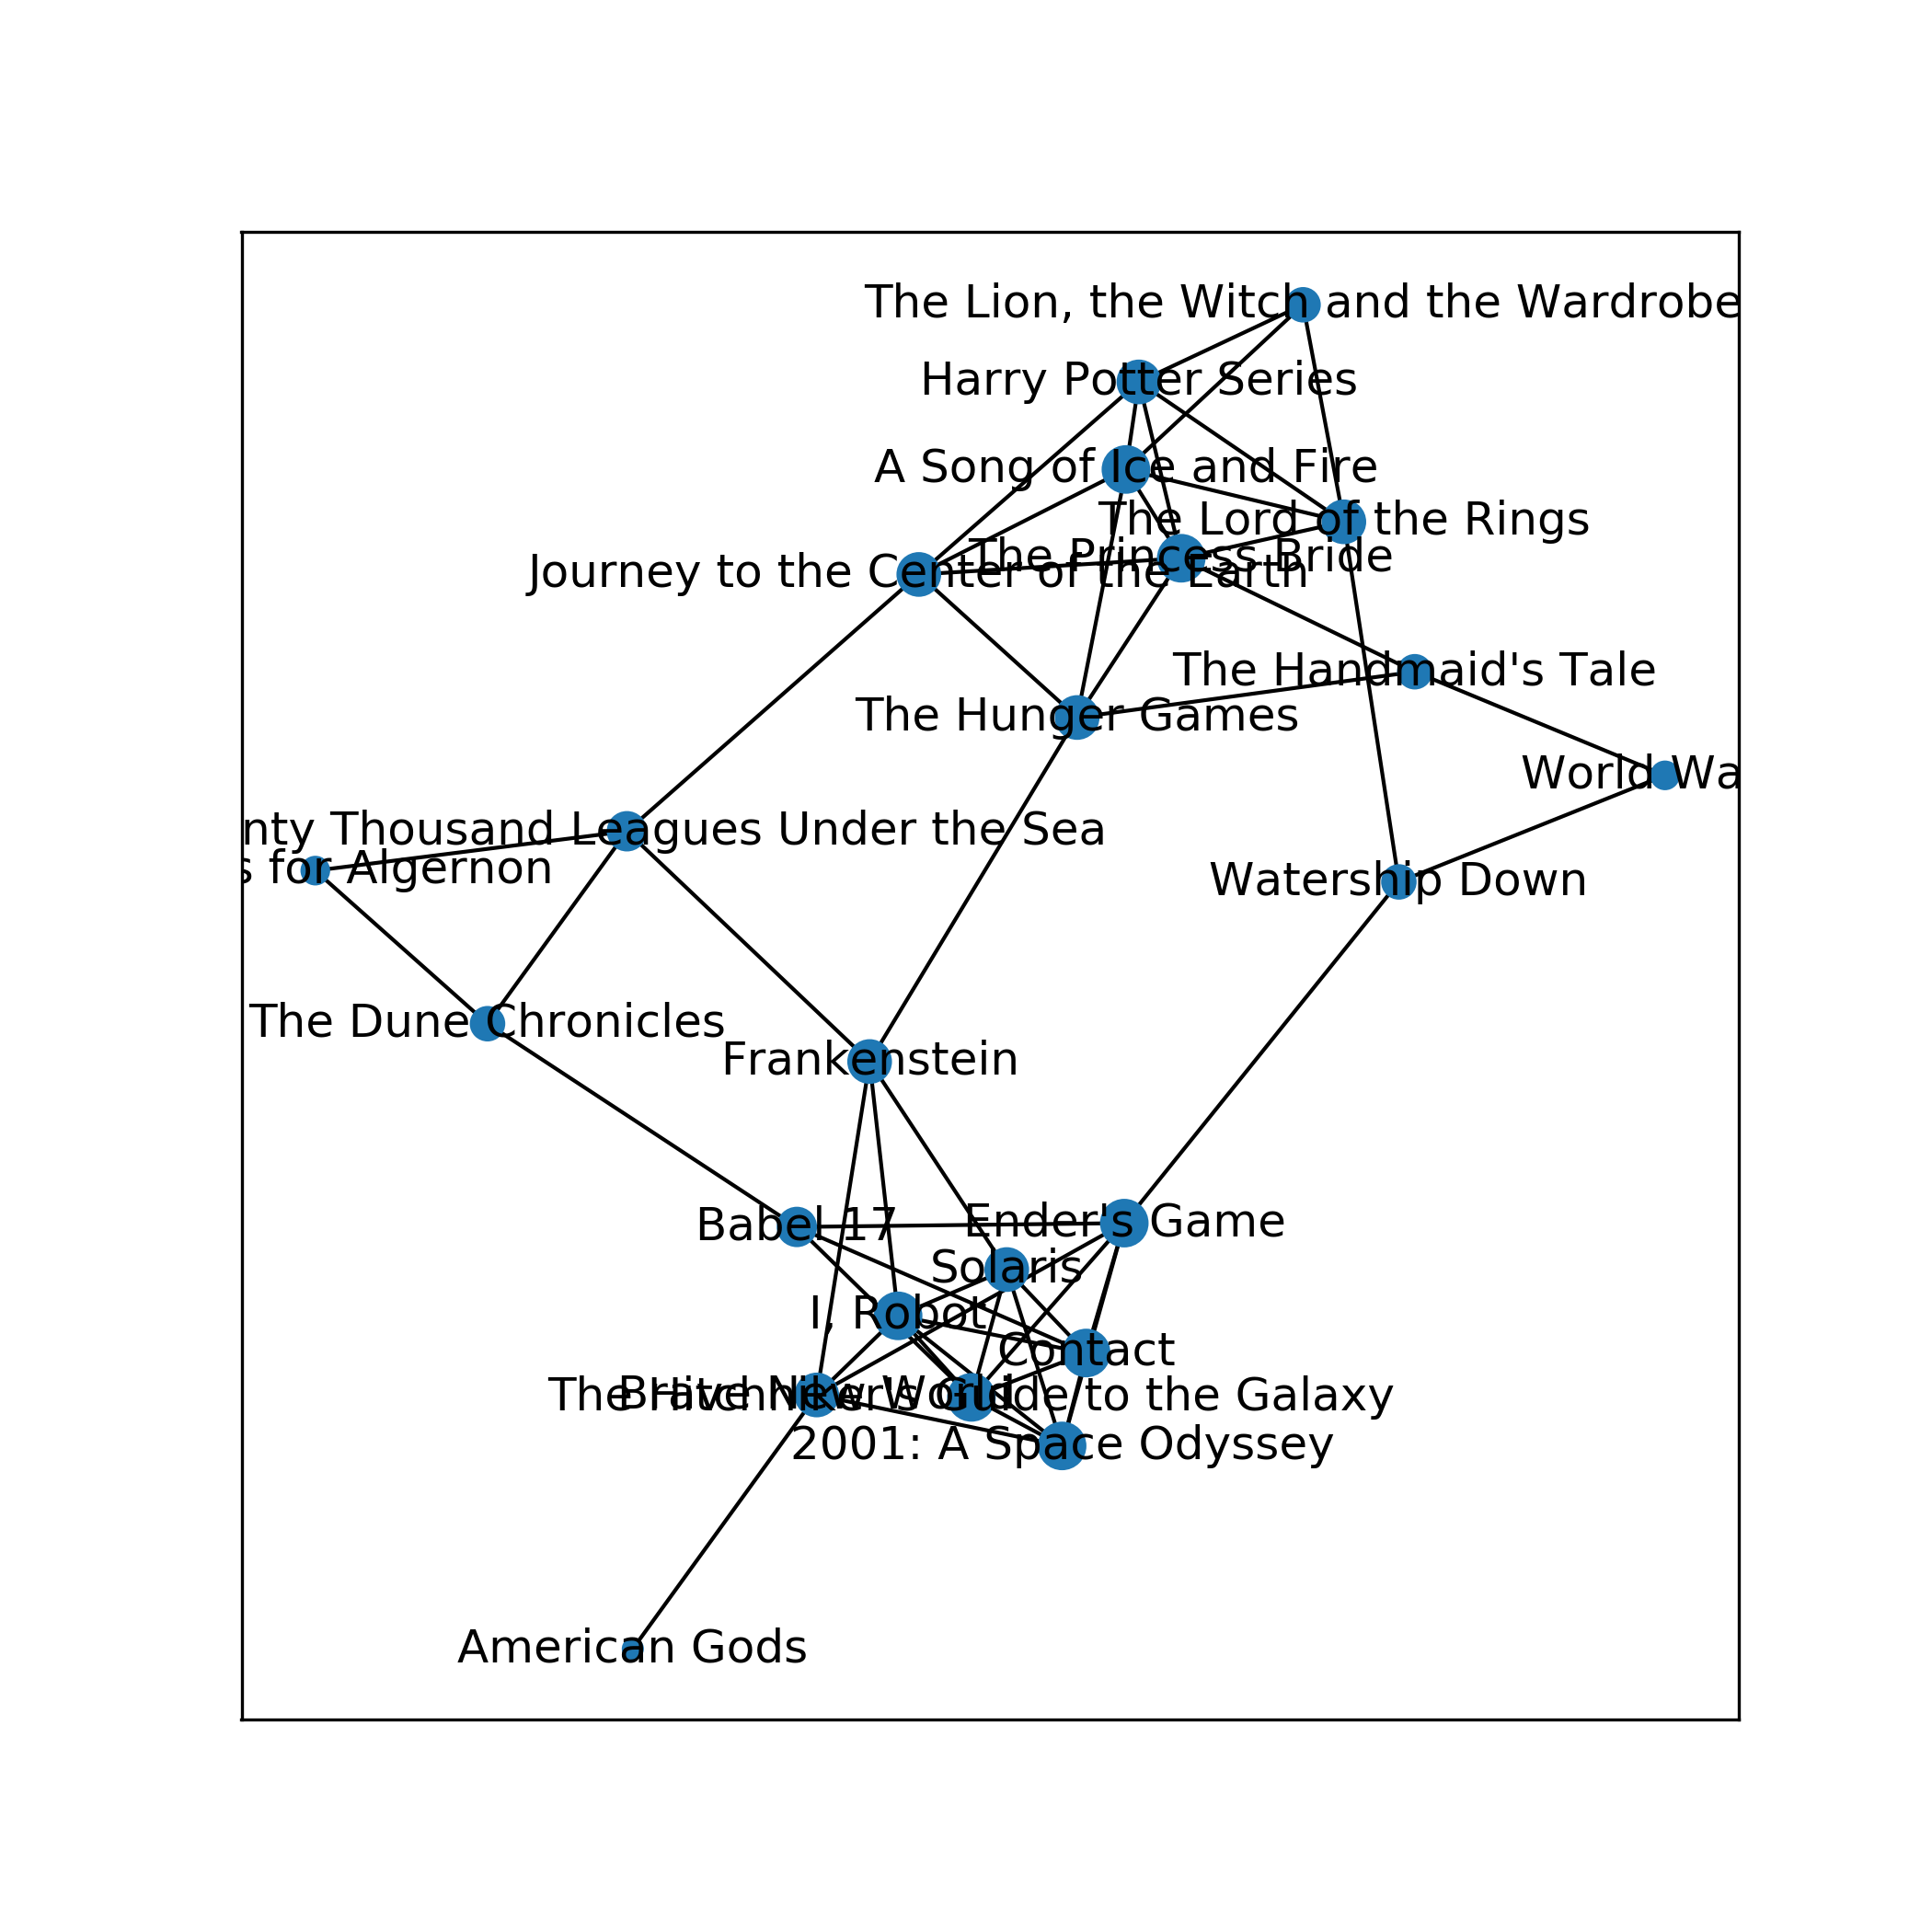 The Lion, the Witch and the Wardrobe
Harry Potter Series
A Song of Ice and Fire
The Lord of the Rings
The Princess Bride
Journey to the Center of the Earth
The Handmaid's Tale
The Hunger Games
World Wa
nty Thousand Leagues Under the Sea
s for Algernon
Watership Down
The Dune Chronicles
Frankenstein
Babel 17
Ender's Game
Solaris
I, Robot
Contact
Brave New World
The Hitchhiker's Guide to the Galaxy
2001: A Space Odyssey
American Gods